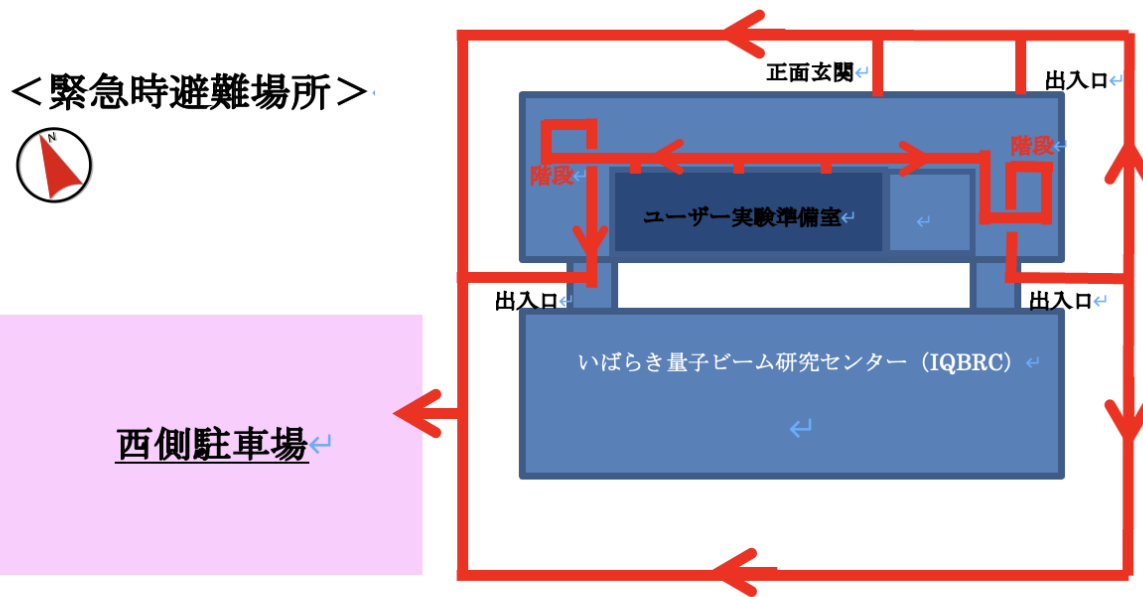 ＜緊急時避難場所＞
N
正面玄関
出入口
階段
階段
ユーザー実験準備室
出入口
出入口
いばらき量子ビーム研究センター（IQBRC）
西側駐車場